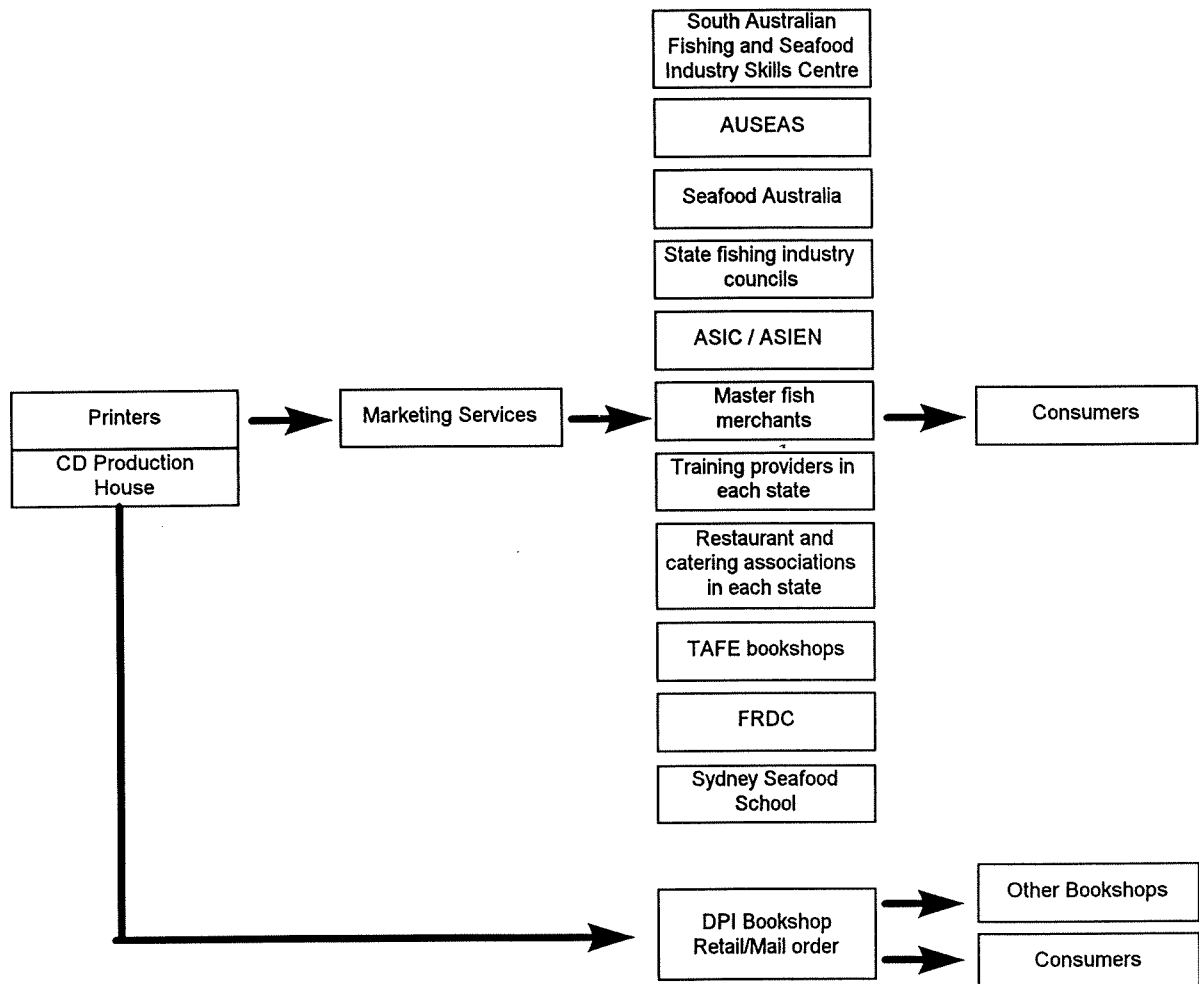 South Australian
Fishing and Seafood
Industry Skills Centre
AUSEAS
Seafood Australia
State fishing industry
councils
ASIC / ASIEN
Printers
CD Production
House
Marketing Services
Master fish
merchants
Consumers
Training providers in
each state
Restaurant and
catering associations
in each state
TAFE bookshops
FRDC
Sydney Seafood
School
DPI Bookshop
Retail/Mail order
Other Bookshops
Consumers